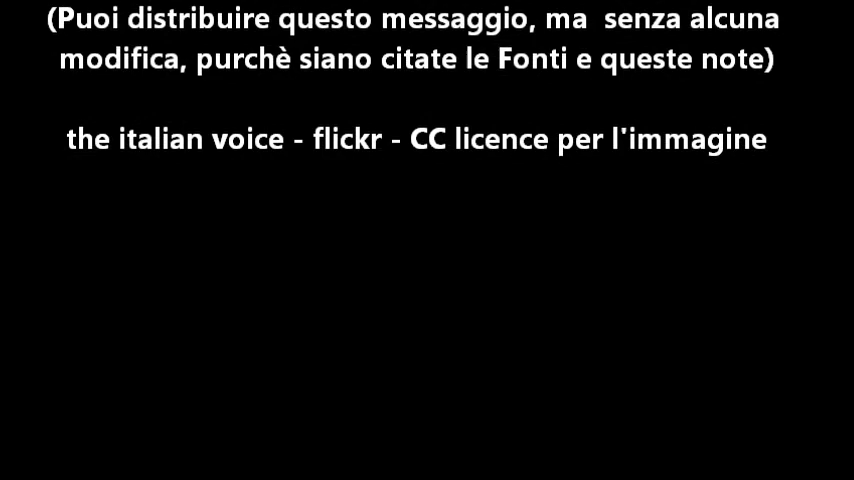 (Puoi distribuire questo messaggio, ma  senza alcuna
modifica, purchè siano citate le Fonti e queste note)
the italian voice - flickr - CC licence per l'immagine